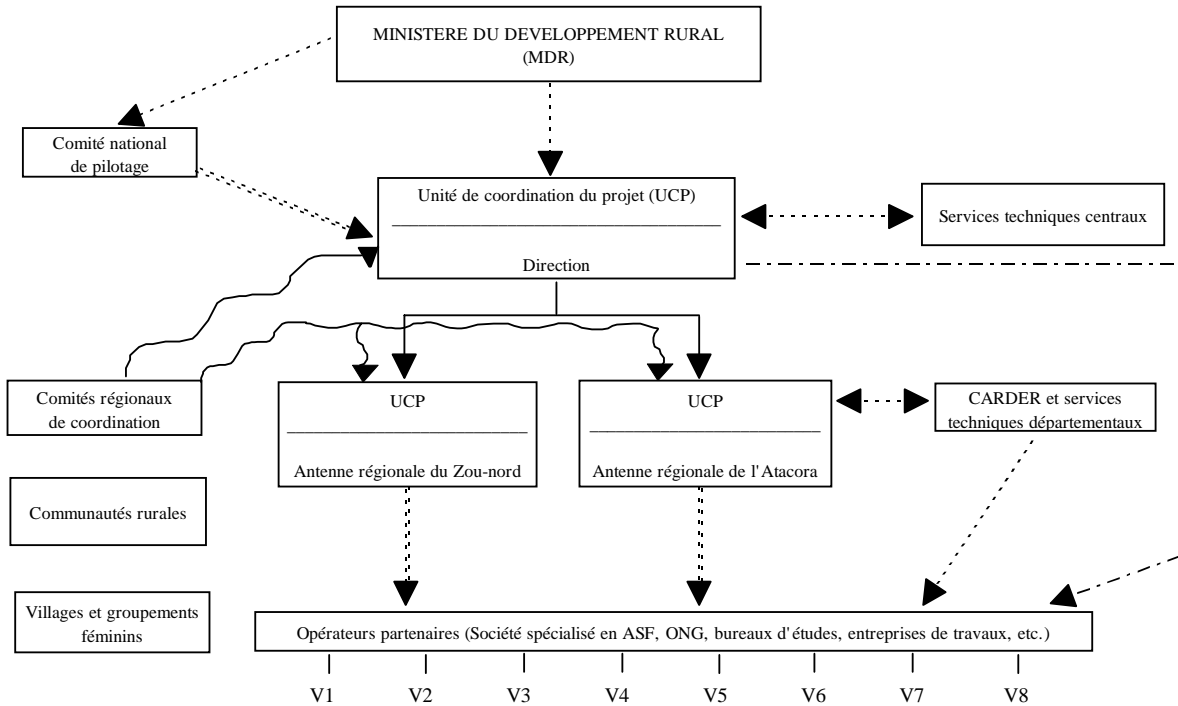 MINISTERE DU DEVELOPPEMENT RURAL
(MDR)
Comité national
de pilotage
Unité de coordination du projet (UCP)
Direction
Services techniques centraux
Comités régionaux
de coordination
UCP
Antenne régionale du Zou-nord
UCP
Antenne régionale de l'Atacora
CARDER et services
techniques départementaux
Communautés rurales
Villages et groupements
féminins
Opérateurs partenaires (Société spécialisé en ASF, ONG, bureaux d'études, entreprises de travaux, etc.)
V1 V2 V3 V4 V5 V6 V7 V8